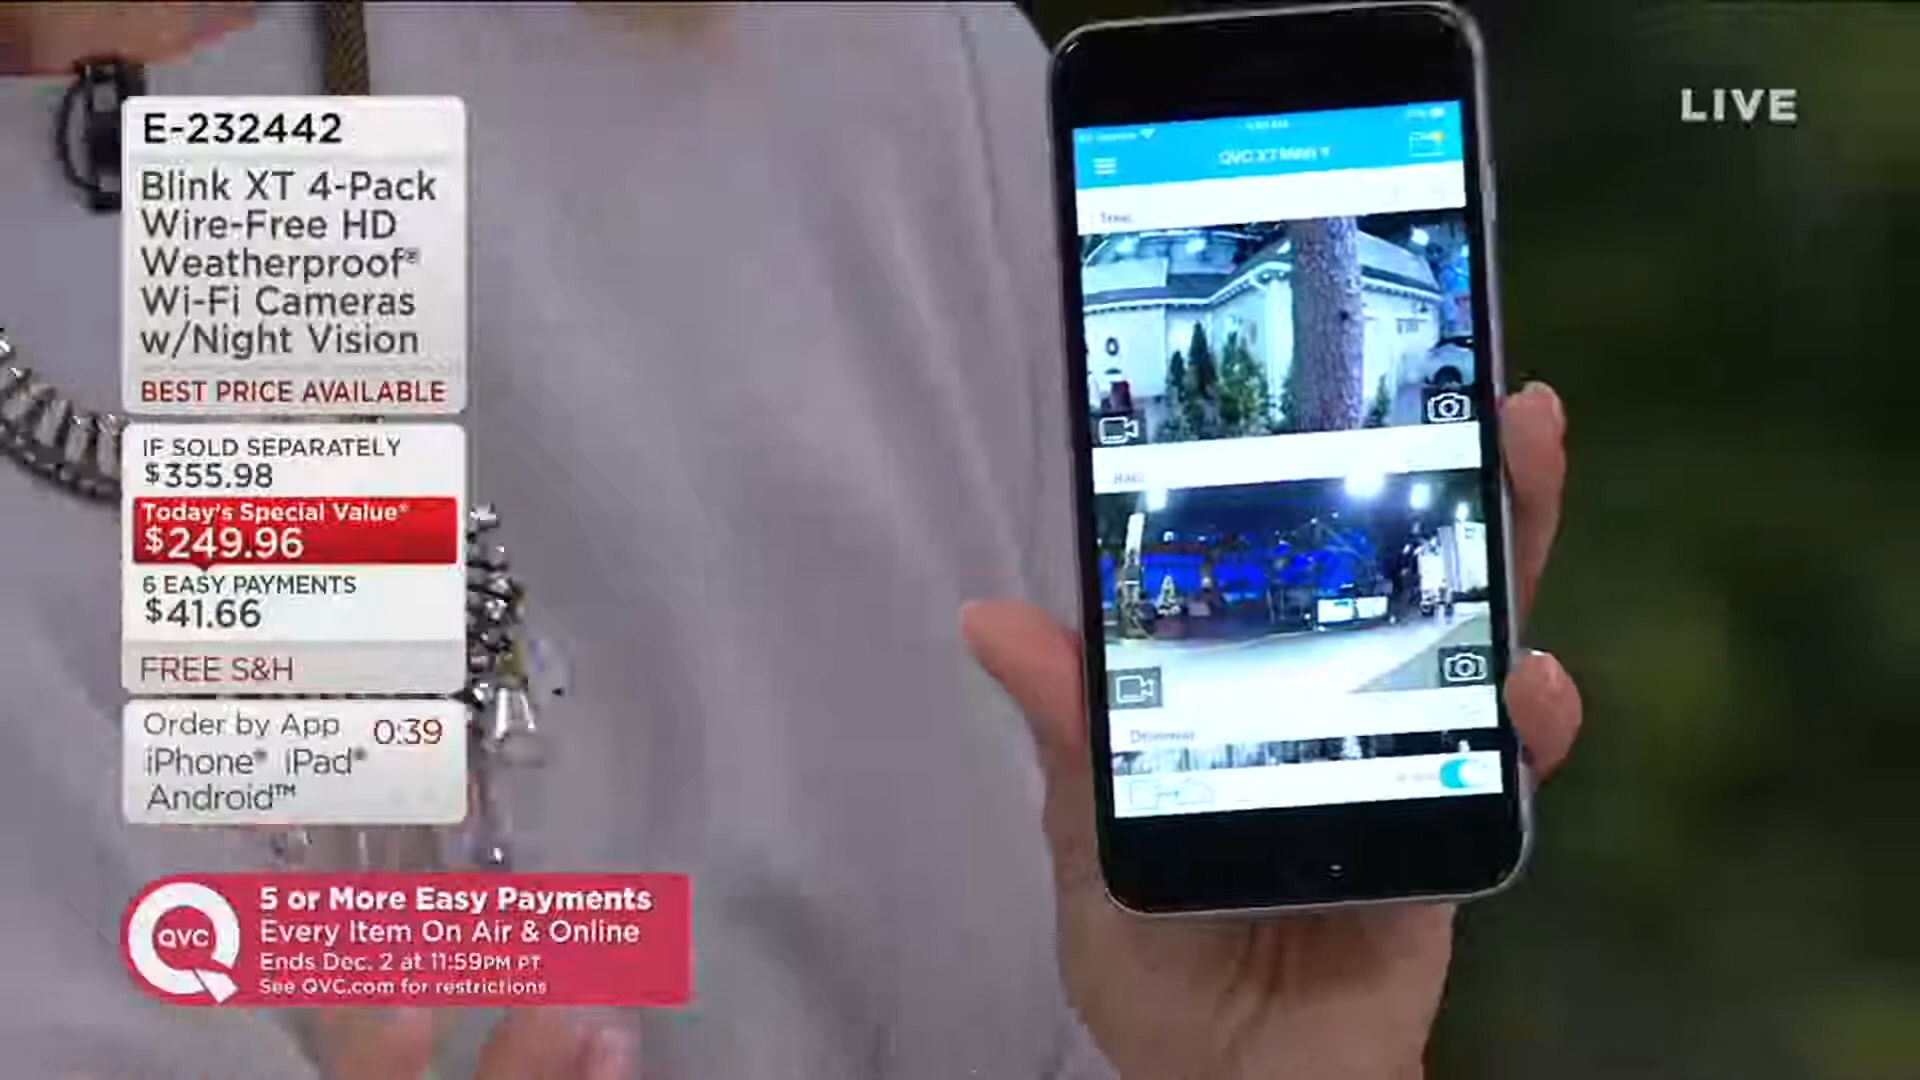 E-232442
Blink XT 4-Pack
Wire-Free HD
Weatherproof®
Wi-Fi Cameras
w/Night Vision
BEST PRICE AVAILABLE
IF SOLD SEPARATELY
$355.98
Today's Special Value®
$249.96
6 EASY PAYMENTS
$41.66
FREE S&H
Order by App 0:39
iPhone® iPad®
Android™
QVC
5 or More Easy Payments
Every Item On Air & Online
Ends Dec. 2 at 11:59PM PT
See QVC.com for restrictions
LIVE
QVC XT
Driveway